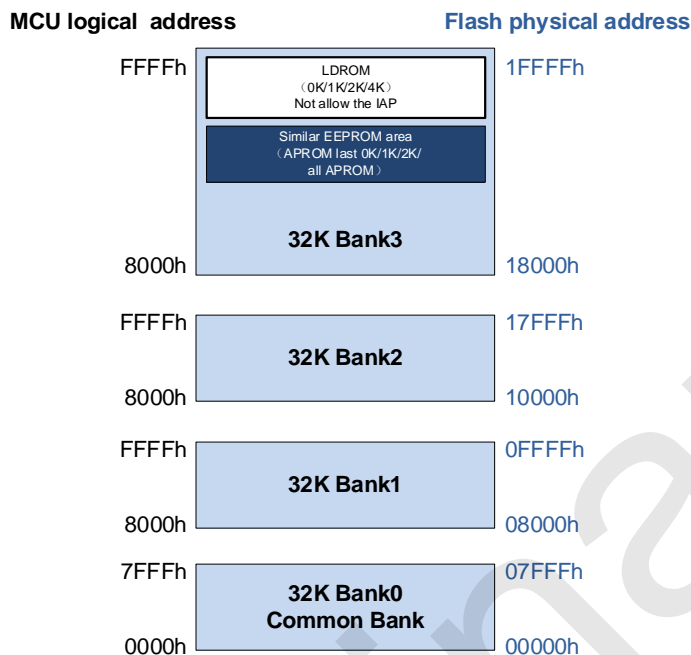 MCU logical address
Flash physical address
FFFFh
LDROM
1FFFFh
（0K/1K/2K/4K）
Not allow the IAP
Similar EEPROM area
（APROM last 0K/1K/2K/
all APROM）
32K Bank3
8000h
18000h
FFFFh
17FFFh
32K Bank2
8000h
10000h
FFFFh
0FFFFh
32K Bank1
8000h
08000h
7FFFh
07FFFh
32K Bank0
Common Bank
0000h
00000h